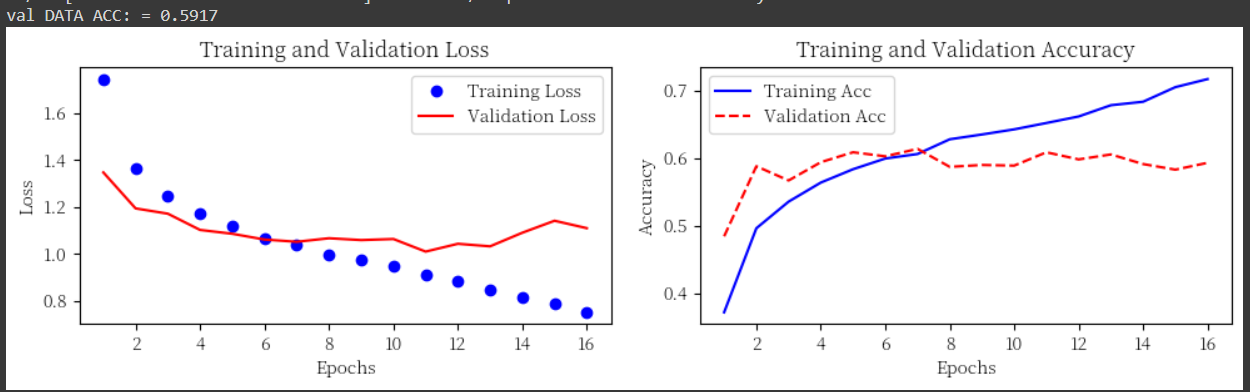 val DATA ACC: = 0.5917
Training and Validation Loss
Training Loss
Validation Loss
Loss
1.6
1.4
1.2
1.0
0.8
2 4 6 8 10 12 14 16
Epochs
Training and Validation Accuracy
Training Acc
Validation Acc
Accuracy
0.7
0.6
0.5
0.4
2 4 6 8 10 12 14 16
Epochs